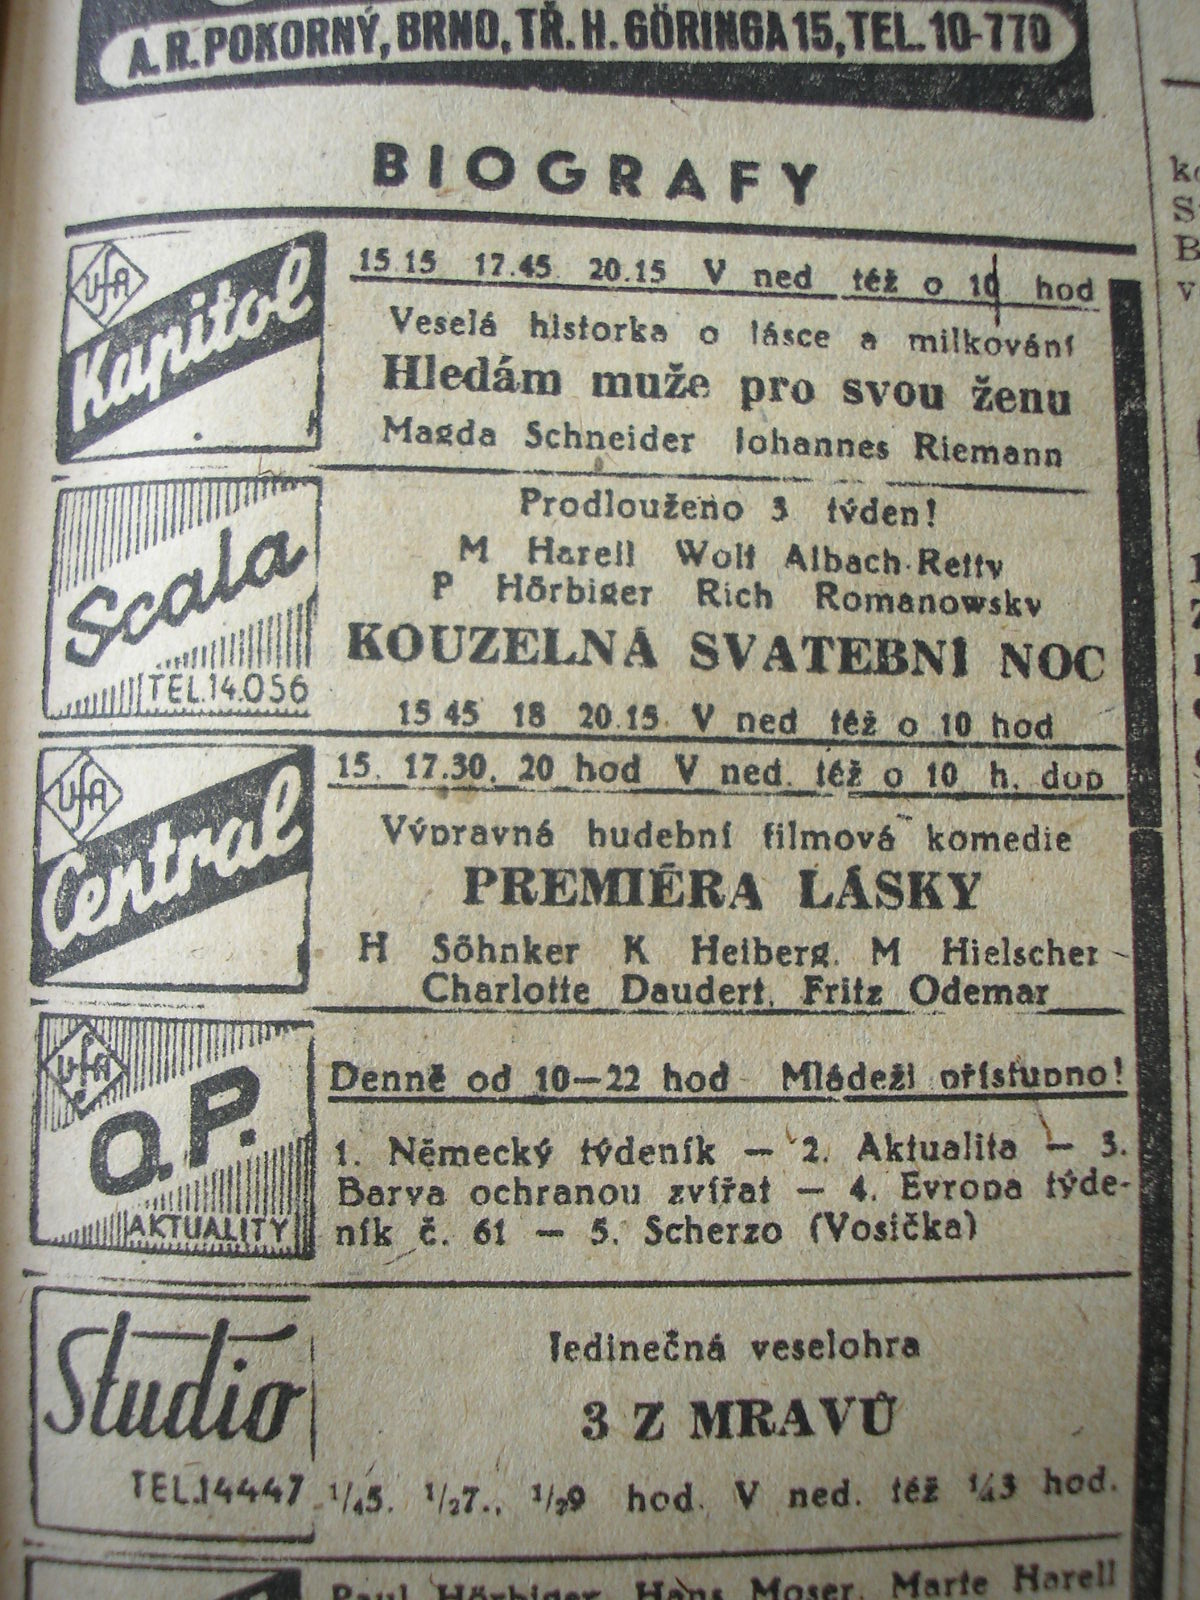 A. R. POKORNÝ, BRNO, TŘ. H. GÖRINGA 15, TEL. 10-770
BIOGRAFY
UfA
Kapitol
15.15 17.45 20.15 V ned též o 10 hod
Veselá historka o lásce a milkování
Hledám muže pro svou ženu
Magda Schneider Johannes Riemann
Scala
TEL. 14.056
Prodlouženo 3 týden!
M Harell Wolf Albach-Retty
P Hörbiger Rich Romanowsky
KOUZELNÁ SVATEBNÍ NOC
15 45 18 20.15 V ned též o 10 hod
UfA
Central
15. 17.30, 20 hod V ned. též o 10 h. dop
Výpravná hudební filmová komedie
PREMIÉRA LÁSKY
H Söhnker K Heiberg. M Hielscher
Charlotte Daudert, Fritz Odemar
UfA
O.P.
AKTUALITY
Denně od 10—22 hod Mládeži přístupno!
1. Německý týdeník — 2. Aktualita — 3.
Barva ochranou zvířat — 4. Evropa týde-
ník č. 61 — 5. Scherzo (Vosička)
Studio
TEL. 14447
Jedinečná veselohra
3 Z MRAVŮ
1/45. 1/27., 1/29 hod. V ned. též 1/43 hod.
Paul Hörbiger, Hans Moser, Marte Harell